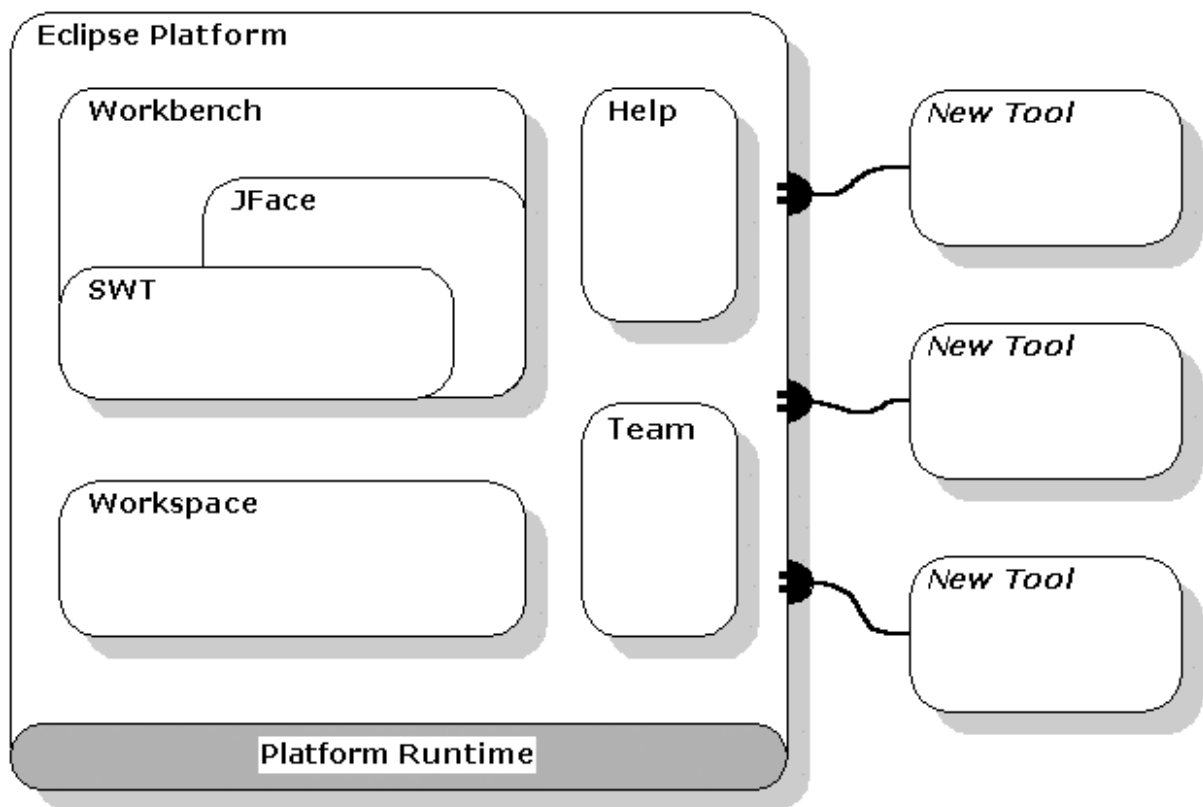 Eclipse Platform
Workbench
JFace
SWT
Workspace
Help
Team
Platform Runtime
New Tool
New Tool
New Tool